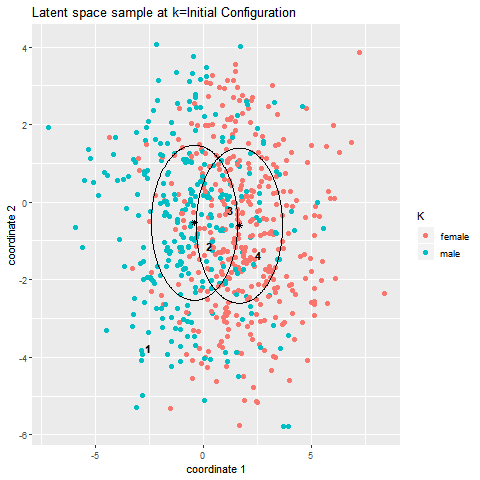 Latent space sample at k=Initial Configuration
4
2
0
-2
-4
-6
coordinate 2
3
2
4
1
-5
0
5
coordinate 1
K
female
male